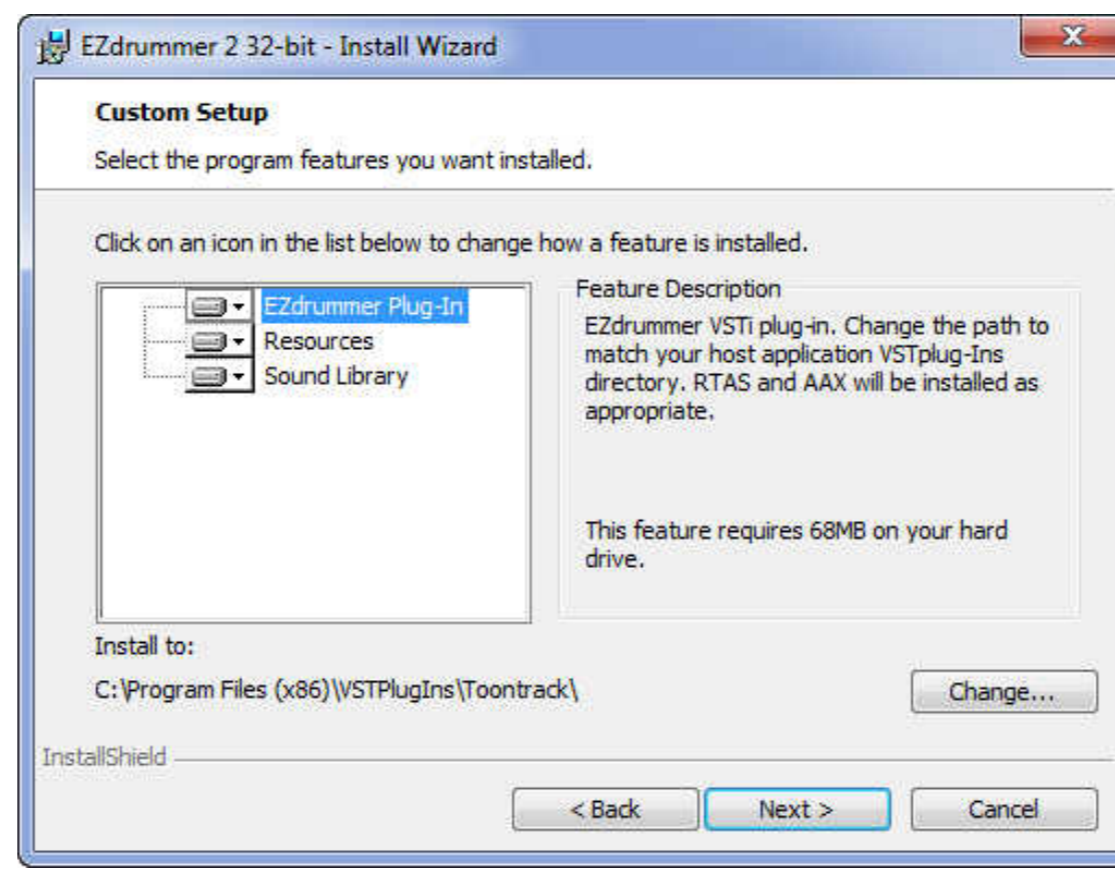 EZdrummer 2 32-bit - Install Wizard
Custom Setup
Select the program features you want installed.
Click on an icon in the list below to change how a feature is installed.
EZdrummer Plug-In
Resources
Sound Library
Feature Description
EZdrummer VSTi plug-in. Change the path to
match your host application VSTplug-Ins
directory. RTAS and AAX will be installed as
appropriate.
This feature requires 68MB on your hard
drive.
Install to:
C:\Program Files (x86)\VSTPlugIns\Toontrack\
Change...
InstallShield
< Back
Next >
Cancel